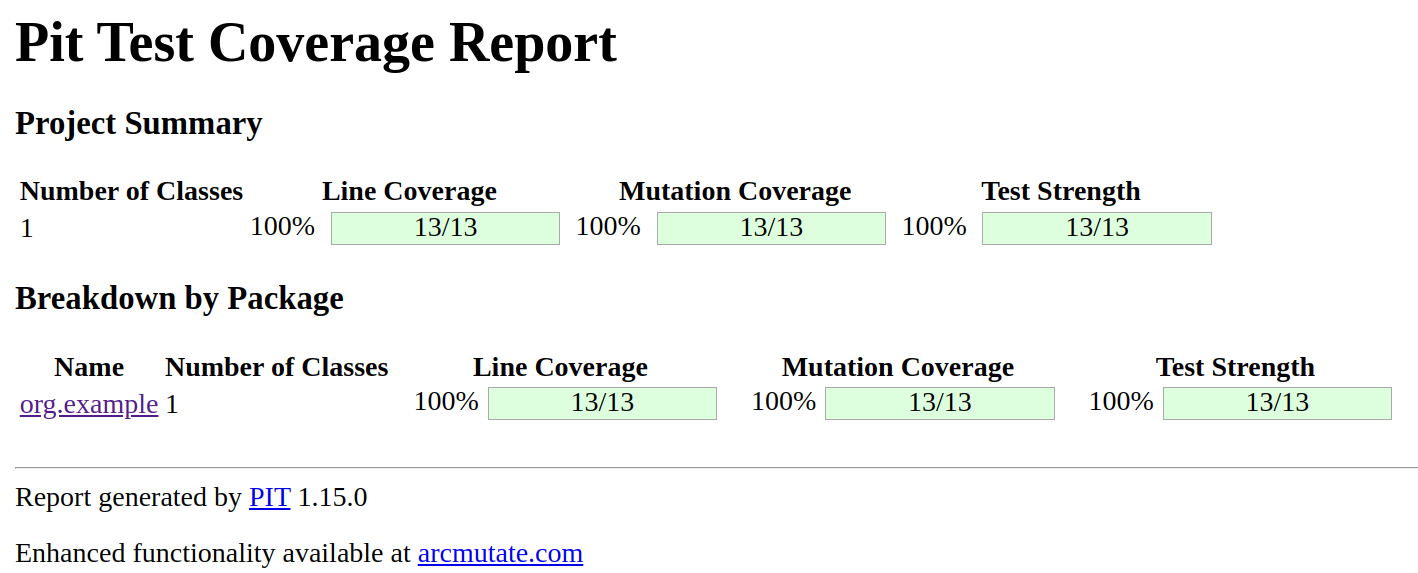 Pit Test Coverage Report
Project Summary
Number of Classes Line Coverage Mutation Coverage Test Strength
1 100% 13/13 100% 13/13 100% 13/13
Breakdown by Package
Name Number of Classes Line Coverage Mutation Coverage Test Strength
org.example 1 100% 13/13 100% 13/13 100% 13/13
Report generated by PIT 1.15.0
Enhanced functionality available at arcmutate.com